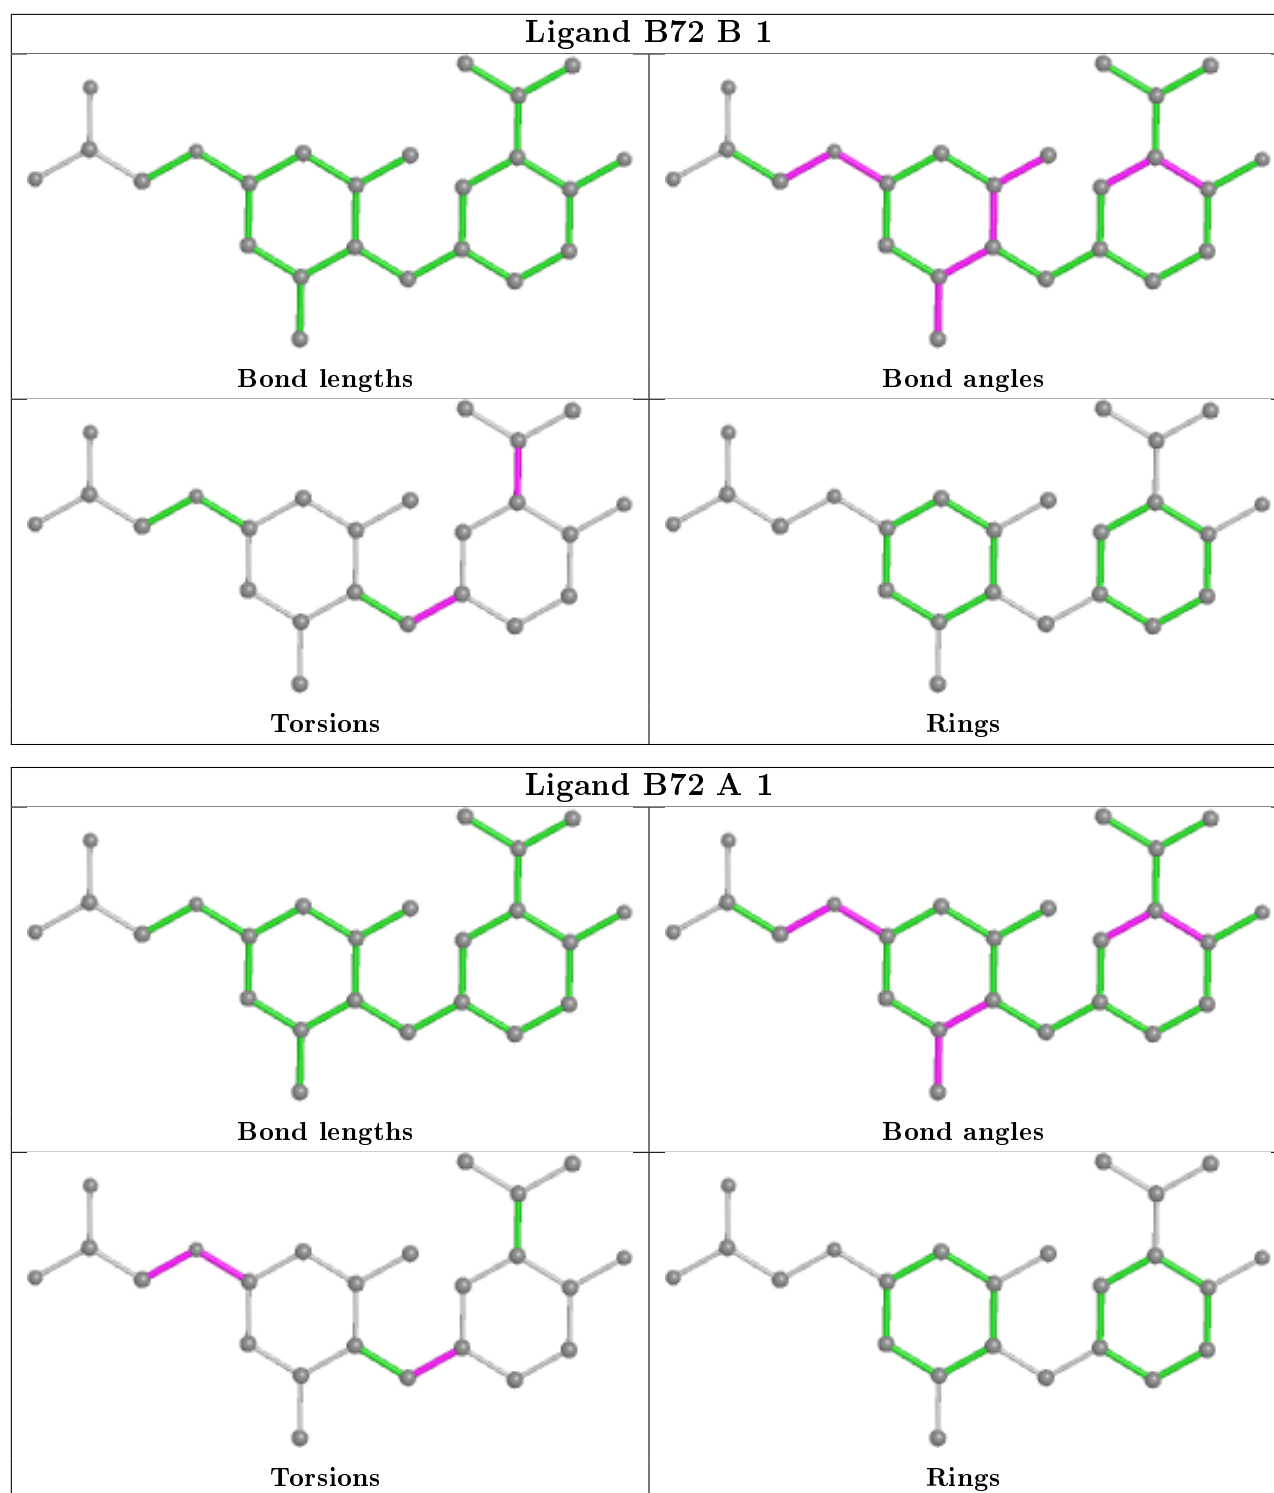 Ligand B72 B 1
Bond lengths
Bond angles
Torsions
Rings
Ligand B72 A 1
Bond lengths
Bond angles
Torsions
Rings